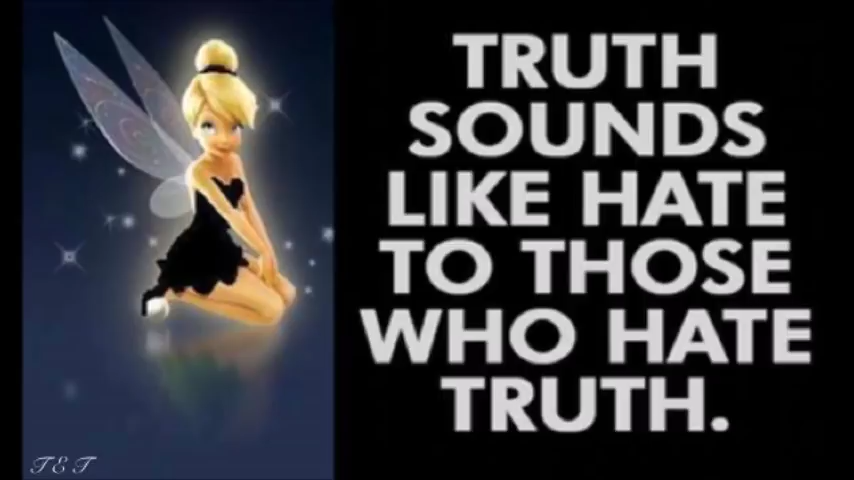 TRUTH
SOUNDS
LIKE HATE
TO THOSE
WHO HATE
TRUTH.
T&T